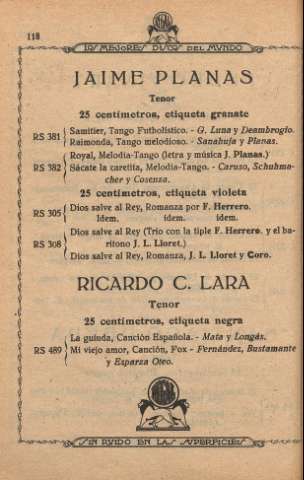 118
LOS MEJORES DISCOS DEL MUNDO
JAIME PLANAS
Tenor
25 centímetros, etiqueta granate
RS 381 Samitier, Tango Futbolístico. - G. Luna y Deambrogio.
Raimonda, Tango melodioso. - Sanahuja y Planas.
RS 382 Royal, Melodía-Tango (letra y música J. Planas.)
Sácate la caretita, Melodía-Tango. - Caruso, Schuhma-
cher y Cosenza.
25 centímetros, etiqueta violeta
RS 305 Dios salve al Rey, Romanza por F. Herrero.
Idem. idem. idem.
RS 308 Dios salve al Rey (Trío con la tiple F. Herrero. y el ba-
rítono J. L. Lloret.)
Dios salve al Rey, Romanza, J. L. Lloret y Coro.
RICARDO C. LARA
Tenor
25 centímetros, etiqueta negra
RS 489 La guinda, Canción Española. - Mata y Longás.
Mi viejo amor, Canción, Fox - Fernández, Bustamante
y Esparza Oteo.
SIN RUIDO EN LAS SUPERFICIES